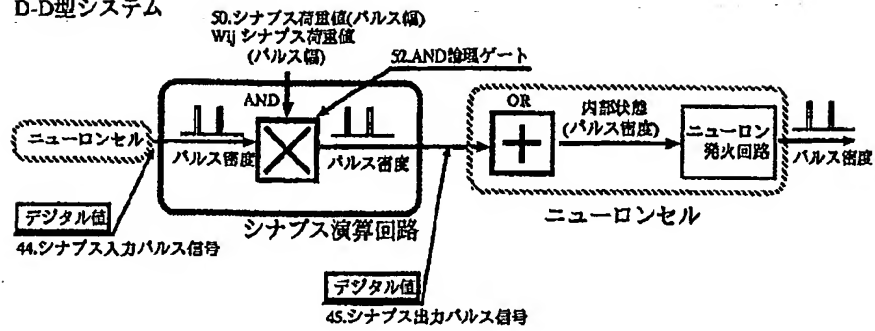 D-D型システム
50.シナプス荷重値(パルス幅)
Wij シナプス荷重値
(パルス幅)
52.AND論理ゲート
AND
OR
内部状態
(パルス密度)
ニューロンセル
パルス密度
パルス密度
ニューロン
発火回路
パルス密度
デジタル値
44.シナプス入力パルス信号
シナプス演算回路
ニューロンセル
デジタル値
45.シナプス出力パルス信号